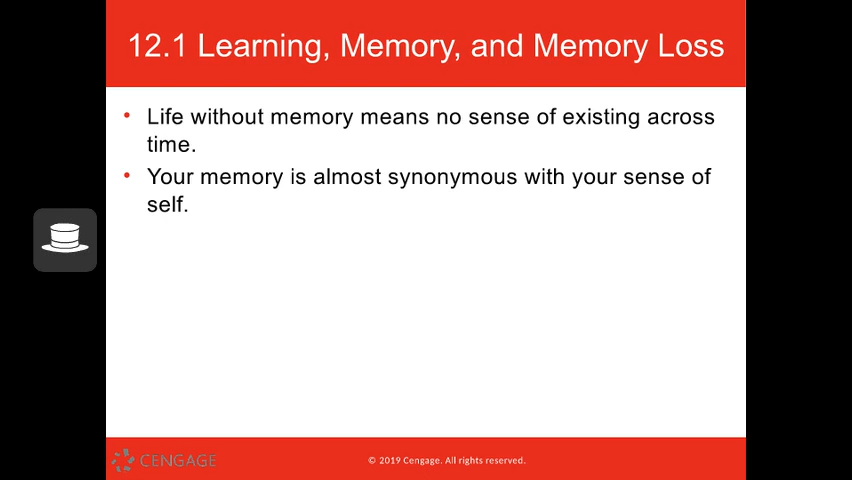 12.1 Learning, Memory, and Memory Loss
• Life without memory means no sense of existing across
time.
• Your memory is almost synonymous with your sense of
self.
CENGAGE
© 2019 Cengage. All rights reserved.